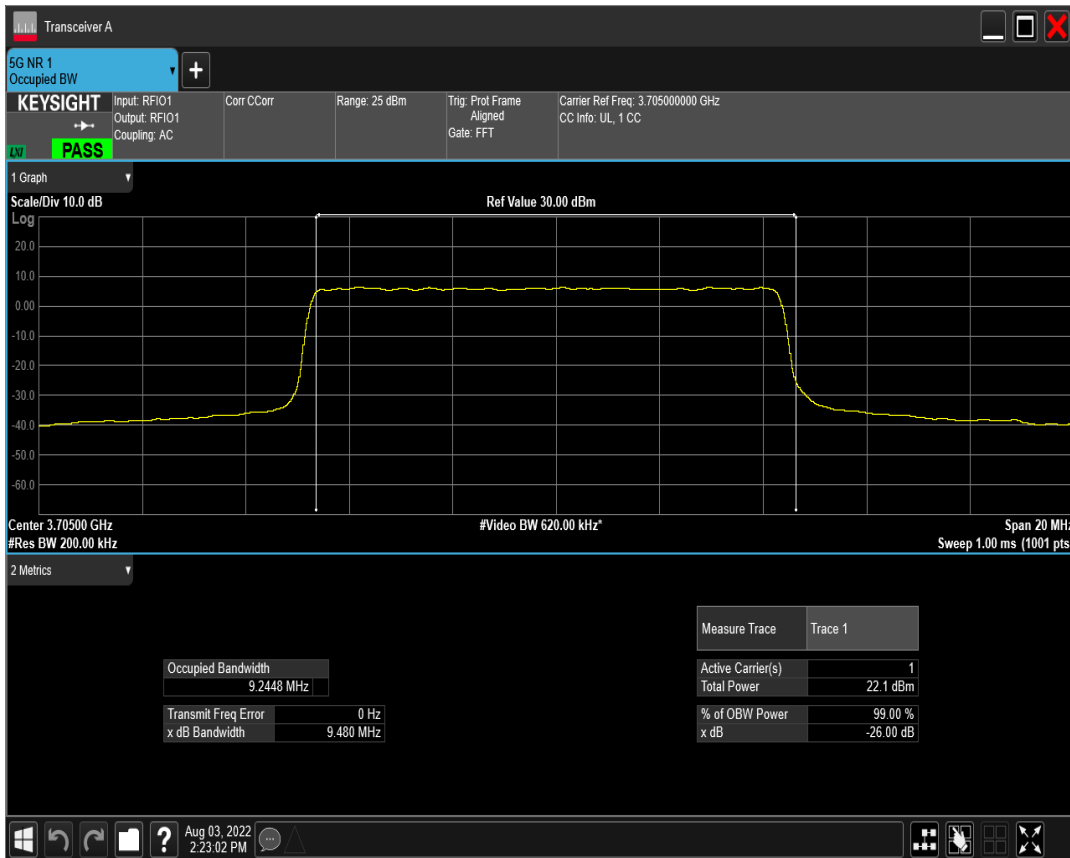 Transceiver A
5G NR 1
Occupied BW
+
KEYSIGHT
LXI
PASS
Input: RFIO1
Output: RFIO1
Coupling: AC
Corr CCorr
Range: 25 dBm
Trig: Prot Frame
Aligned
Gate: FFT
Carrier Ref Freq: 3.705000000 GHz
CC Info: UL, 1 CC
1 Graph
Scale/Div 10.0 dB
Ref Value 30.00 dBm
Log
20.0
10.0
0.00
-10.0
-20.0
-30.0
-40.0
-50.0
-60.0
Center 3.70500 GHz
#Video BW 620.00 kHz*
Span 20 MHz
#Res BW 200.00 kHz
Sweep 1.00 ms (1001 pts
2 Metrics
Measure Trace Trace 1
Occupied Bandwidth
9.2448 MHz
Active Carrier(s) 1
Total Power 22.1 dBm
Transmit Freq Error 0 Hz
x dB Bandwidth 9.480 MHz
% of OBW Power 99.00 %
x dB -26.00 dB
?
Aug 03, 2022
2:23:02 PM